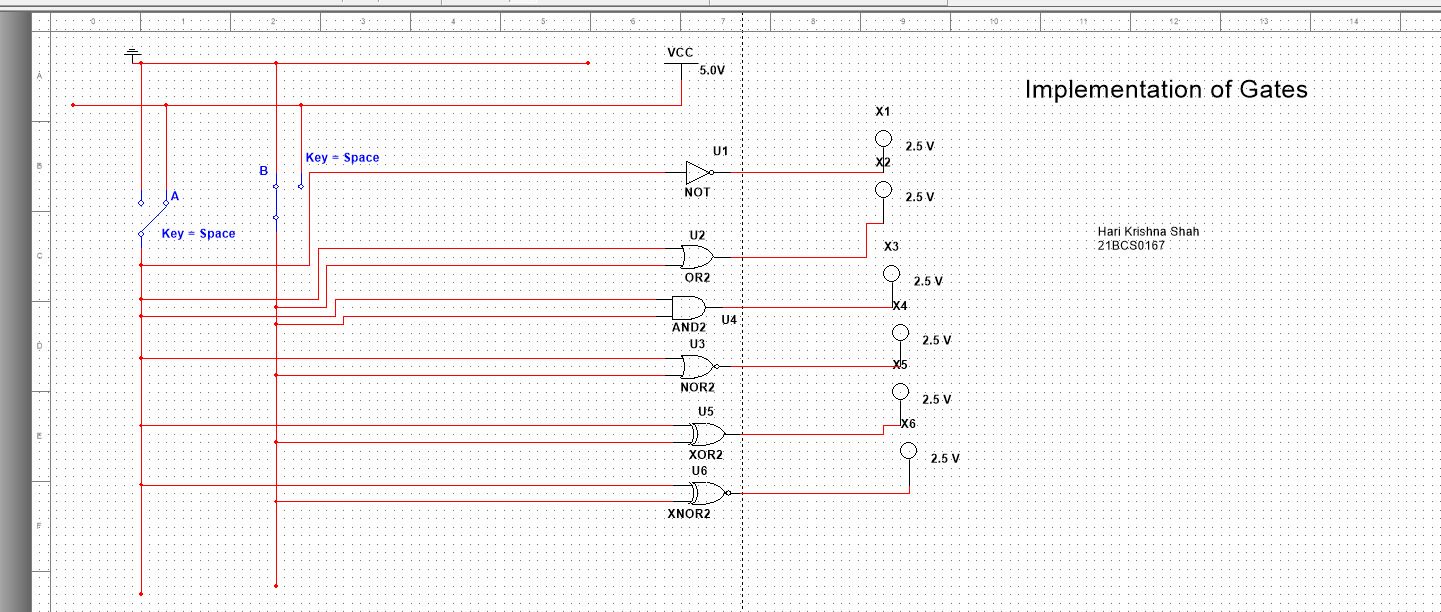 0 1 2 3 4 5 6 7 8 9 10 11 12 13 14
A
B
C
D
E
F
VCC
5.0V
Implementation of Gates
X1
2.5 V
X2
2.5 V
Key = Space
B
A
Key = Space
U1
NOT
Hari Krishna Shah
21BCS0167
U2
OR2
X3
2.5 V
X4
AND2
U4
2.5 V
U3
NOR2
X5
2.5 V
U5
XOR2
X6
2.5 V
U6
XNOR2